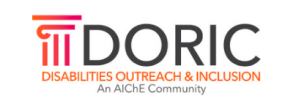 DORIC
DISABILITIES OUTREACH & INCLUSION
An AIChE Community